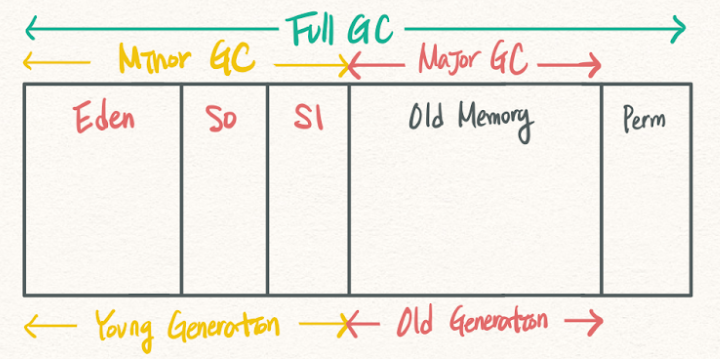 Full GC
Minor GC Major GC
Eden S0 S1 Old Memory Perm
Young Generation Old Generation